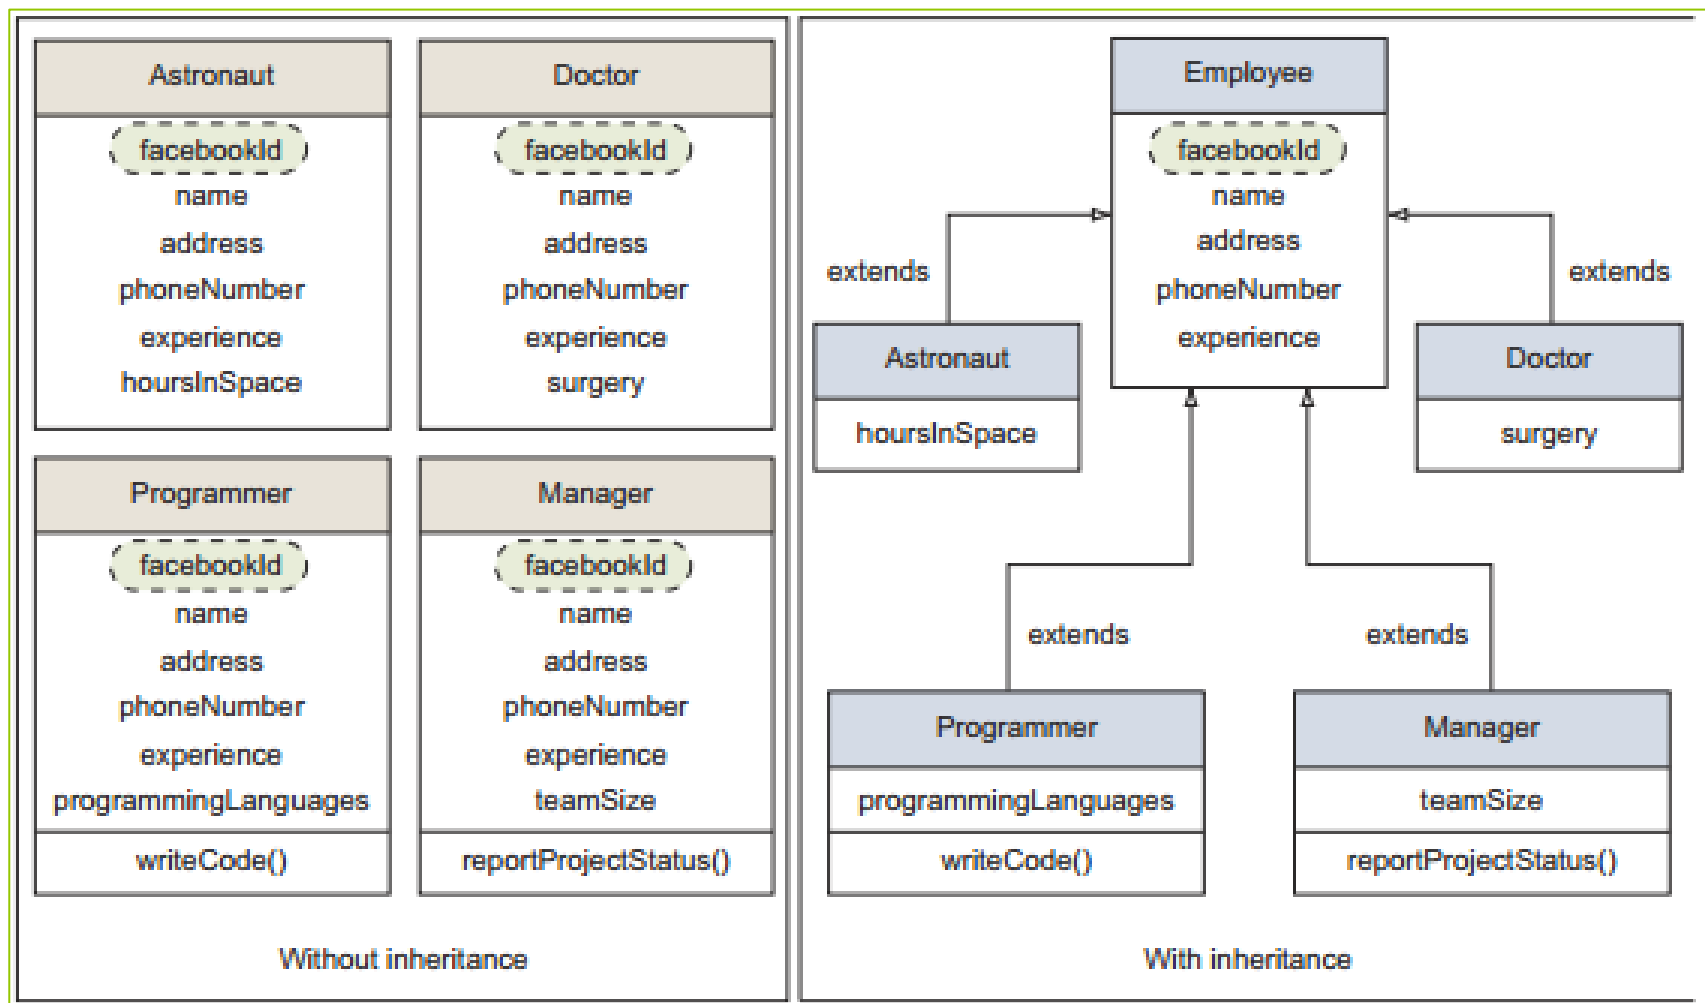 Astronaut
facebookId
name
address
phoneNumber
experience
hoursInSpace
Doctor
facebookId
name
address
phoneNumber
experience
surgery
Programmer
facebookId
name
address
phoneNumber
experience
programmingLanguages
writeCode()
Manager
facebookId
name
address
phoneNumber
experience
teamSize
reportProjectStatus()
Without inheritance
Employee
facebookId
name
address
phoneNumber
experience
extends
extends
Astronaut
hoursInSpace
Doctor
surgery
extends
extends
Programmer
programmingLanguages
writeCode()
Manager
teamSize
reportProjectStatus()
With inheritance